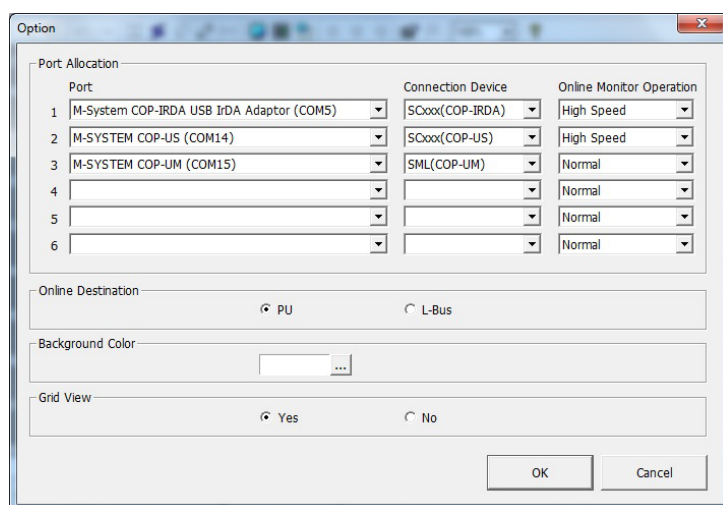 Option
Port Allocation
Port Connection Device Online Monitor Operation
1 M-System COP-IRDA USB IrDA Adaptor (COM5) SCxxx(COP-IRDA) High Speed
2 M-SYSTEM COP-US (COM14) SCxxx(COP-US) High Speed
3 M-SYSTEM COP-UM (COM15) SML(COP-UM) Normal
4 Normal
5 Normal
6 Normal
Online Destination
PU L-Bus
Background Color
...
Grid View
Yes No
OK Cancel